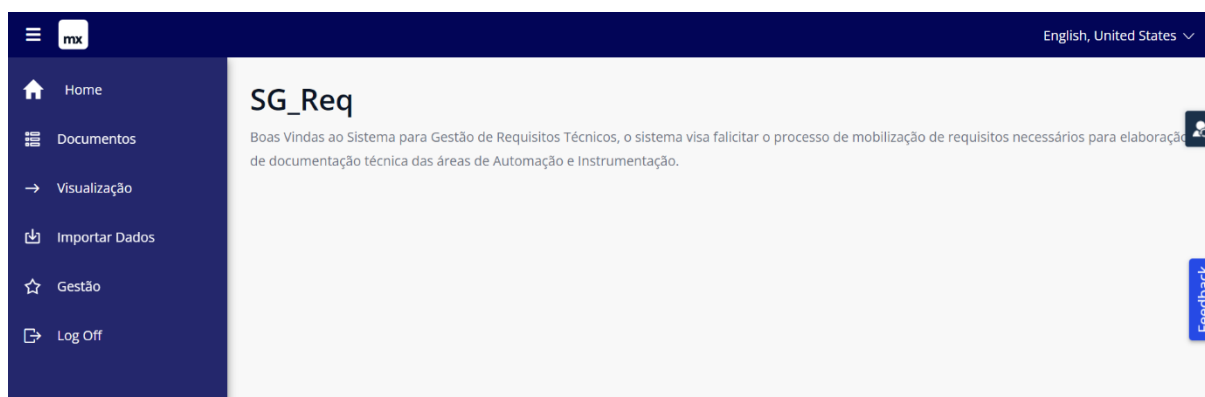 mx
English, United States
Home
Documentos
Visualização
Importar Dados
Gestão
Log Off
SG_Req
Boas Vindas ao Sistema para Gestão de Requisitos Técnicos, o sistema visa falicitar o processo de mobilização de requisitos necessários para elaboração
de documentação técnica das áreas de Automação e Instrumentação.
Feedback